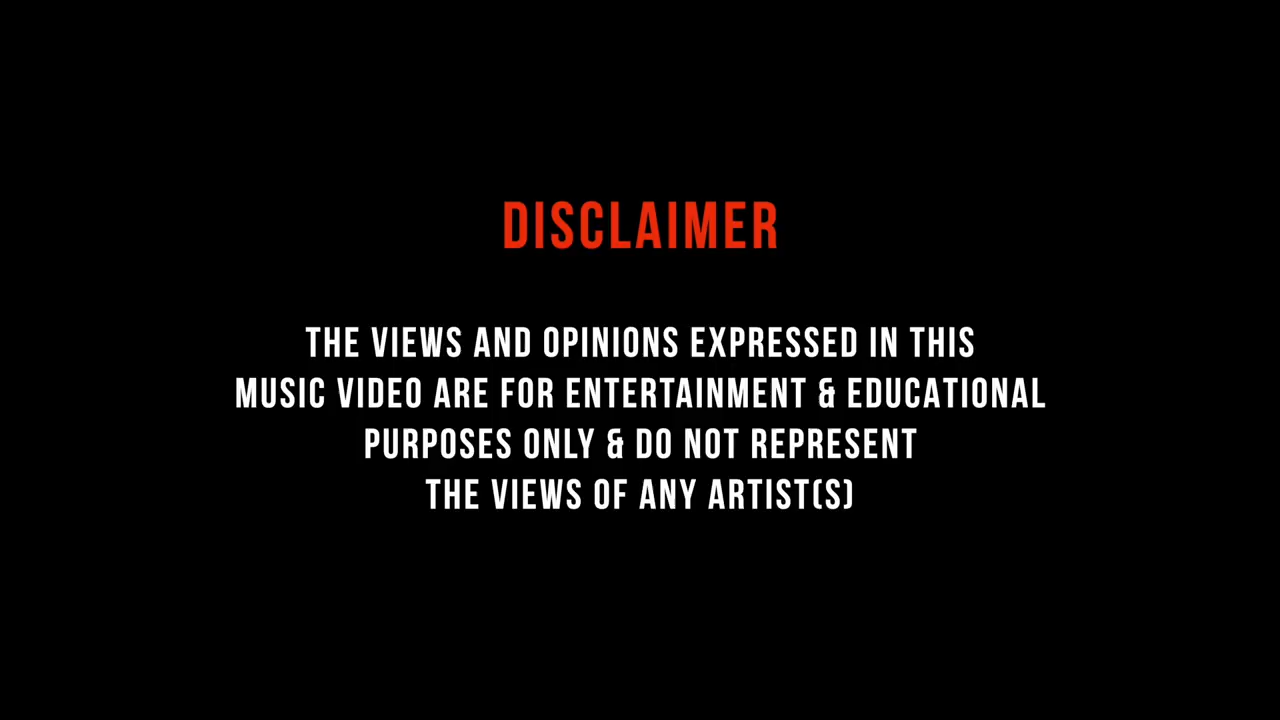 DISCLAIMER
THE VIEWS AND OPINIONS EXPRESSED IN THIS
MUSIC VIDEO ARE FOR ENTERTAINMENT & EDUCATIONAL
PURPOSES ONLY & DO NOT REPRESENT
THE VIEWS OF ANY ARTIST(S)